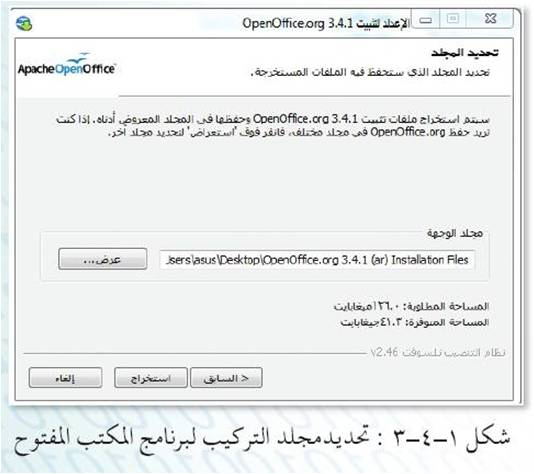 الإعداد لتثبيت OpenOffice.org 3.4.1
تحديد المجلد
تحديد المجلد الذي ستحفظ فيه الملفات المستخرجة.
Apache OpenOffice
سيتم استخراج ملفات تثبيت OpenOffice.org 3.4.1 وحفظها في المجلد المعروض أدناه. إذا كنت
تريد حفظ OpenOffice.org في مجلد مختلف، فانقر فوق 'استعراض' لتحديد مجلد آخر.
مجلد الوجهة
Jsers\asus\Desktop\OpenOffice.org 3.4.1 (ar) Installation Files
عرض...
المساحة المطلوبة: ١٢٦.٠ميغابايت
المساحة المتوفرة: ٤١.٣جيغابايت
نظام التنصيب نلسوفت v2.46
< السابق
استخراج
إلغاء
شكل ١-٤-٣ : تحديدمجلد التركيب لبرنامج المكتب المفتوح